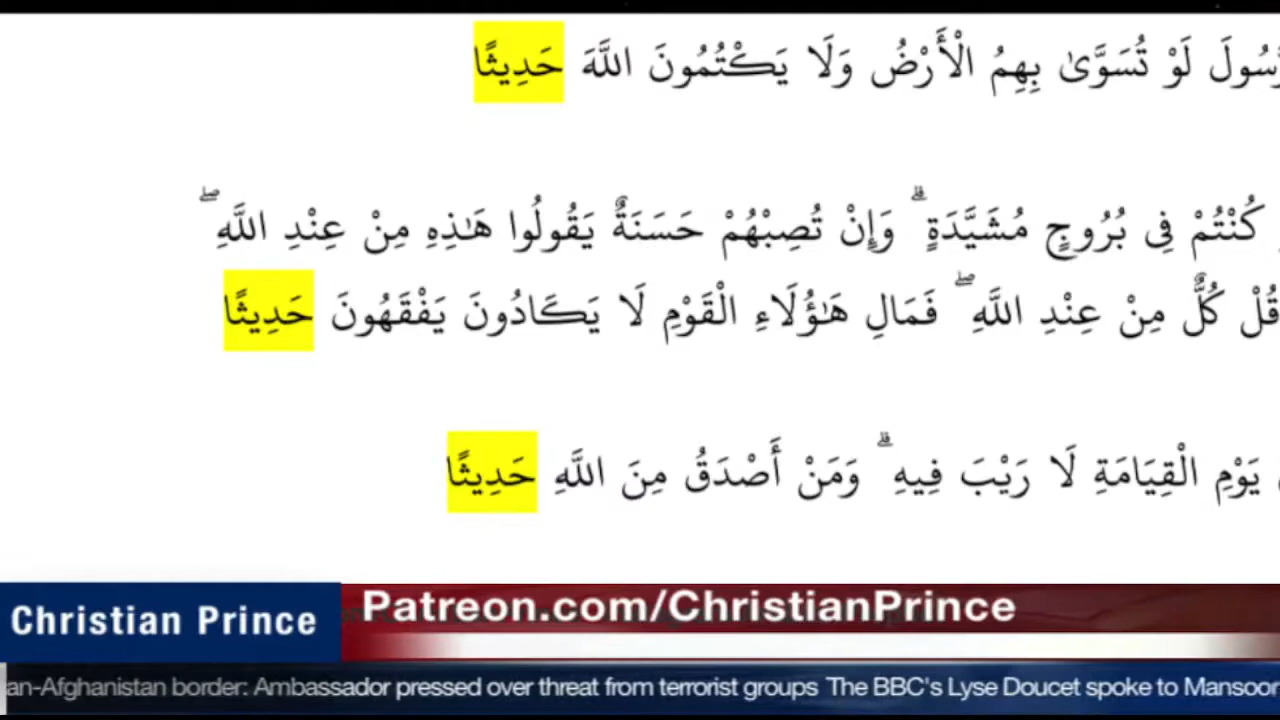 رَّسُولَ لَوْ تُسَوَّىٰ بِهِمُ الْأَرْضُ وَلَا يَكْتُمُونَ اللَّهَ حَدِيثًا
كُنْتُمْ فِى بُرُوجٍ مُشَيَّدَةٍ ۗ وَإِنْ تُصِبْهُمْ حَسَنَةٌ يَقُولُوا هَـٰذِهِ مِنْ عِنْدِ اللَّهِ ۖ
قُلْ كُلٌّ مِنْ عِنْدِ اللَّهِ ۖ فَمَالِ هَـٰؤُلَاءِ الْقَوْمِ لَا يَكَادُونَ يَفْقَهُونَ حَدِيثًا
يَوْمِ الْقِيَامَةِ لَا رَيْبَ فِيهِ ۗ وَمَنْ أَصْدَقُ مِنَ اللَّهِ حَدِيثًا
Christian Prince
Patreon.com/ChristianPrince
an-Afghanistan border: Ambassador pressed over threat from terrorist groups The BBC's Lyse Doucet spoke to Mansoor